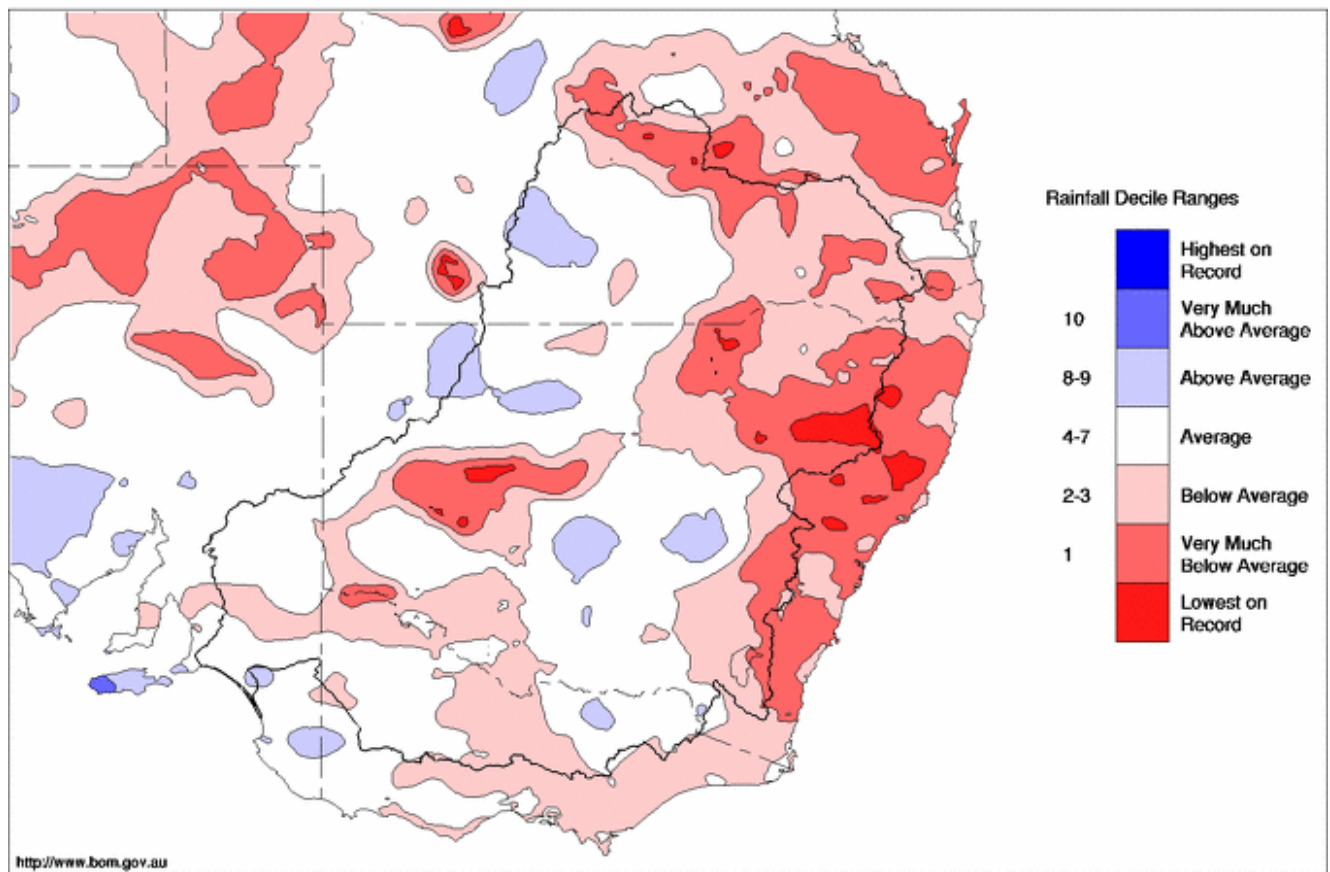 Rainfall Decile Ranges
Highest on
Record
10
Very Much
Above Average
8-9
Above Average
4-7
Average
2-3
Below Average
1
Very Much
Below Average
Lowest on
Record
http://www.bom.gov.au